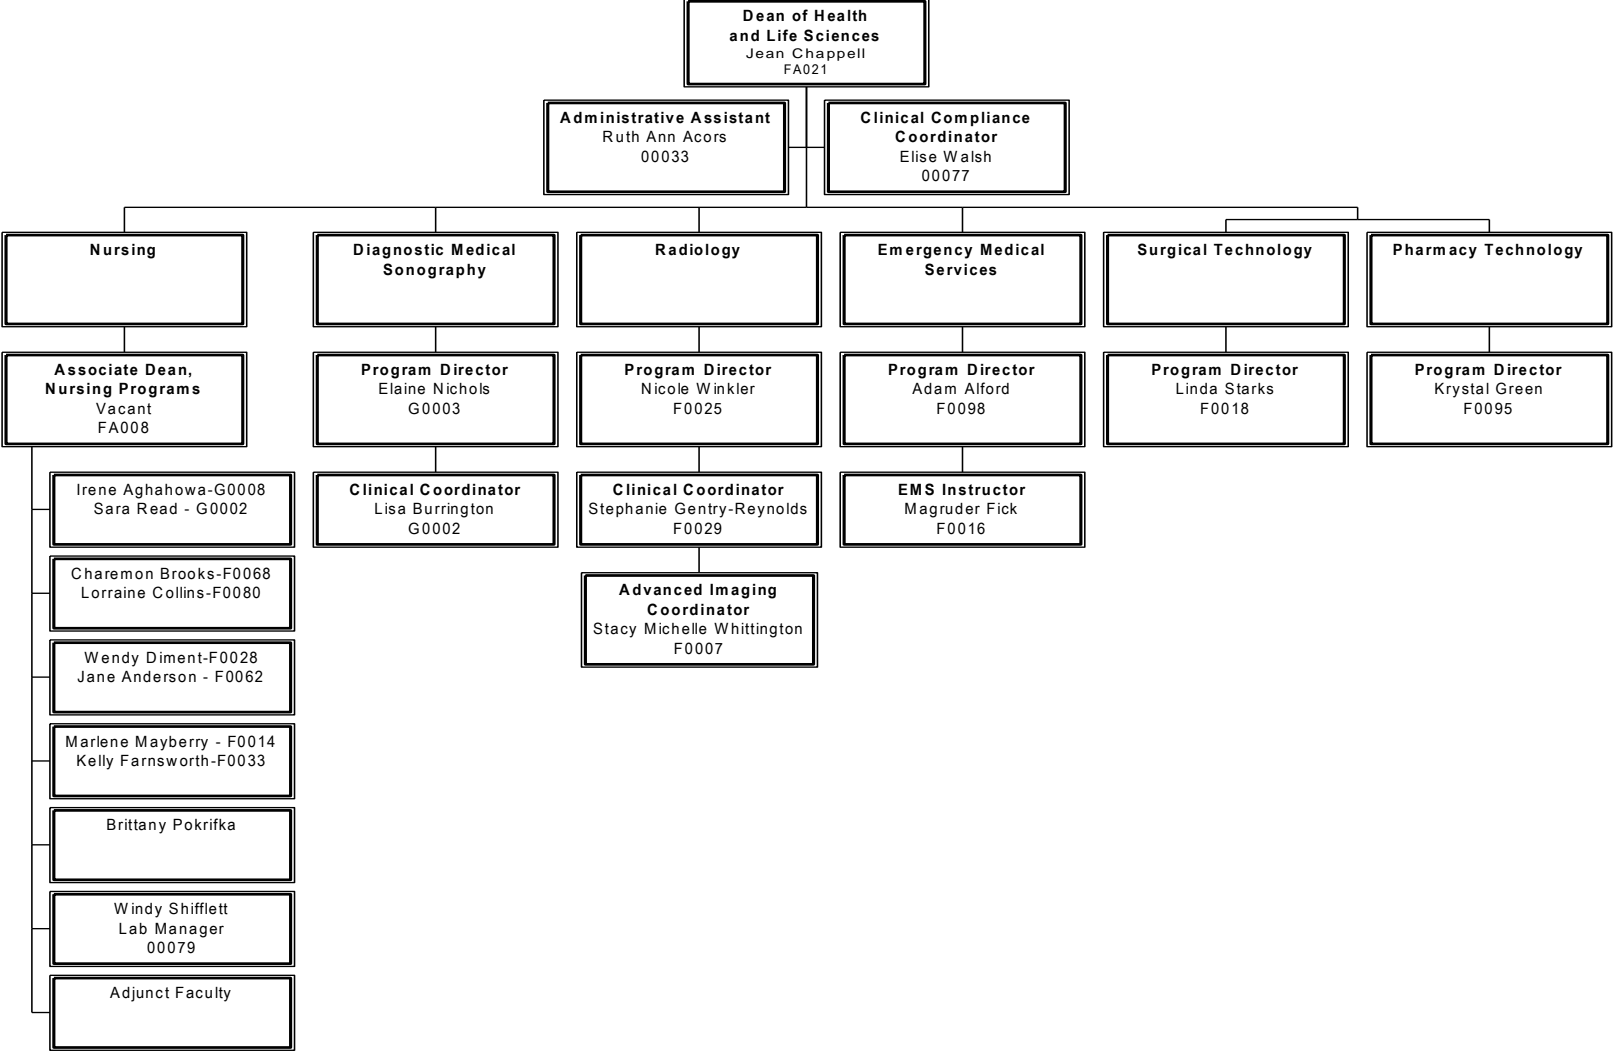 Dean of Health
and Life Sciences
Jean Chappell
FA021
Administrative Assistant
Ruth Ann Acors
00033
Clinical Compliance
Coordinator
Elise Walsh
00077
Nursing
Diagnostic Medical
Sonography
Radiology
Emergency Medical
Services
Surgical Technology
Pharmacy Technology
Associate Dean,
Nursing Programs
Vacant
FA008
Program Director
Elaine Nichols
G0003
Program Director
Nicole Winkler
F0025
Program Director
Adam Alford
F0098
Program Director
Linda Starks
F0018
Program Director
Krystal Green
F0095
Irene Aghahowa-G0008
Sara Read - G0002
Clinical Coordinator
Lisa Burrington
G0002
Clinical Coordinator
Stephanie Gentry-Reynolds
F0029
EMS Instructor
Magruder Fick
F0016
Charemon Brooks-F0068
Lorraine Collins-F0080
Advanced Imaging
Coordinator
Stacy Michelle Whittington
F0007
Wendy Diment-F0028
Jane Anderson - F0062
Marlene Mayberry - F0014
Kelly Farnsworth-F0033
Brittany Pokrifka
Windy Shifflett
Lab Manager
00079
Adjunct Faculty